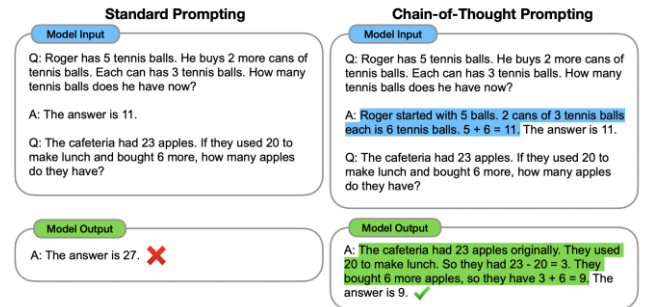 Standard Prompting
Model Input
Q: Roger has 5 tennis balls. He buys 2 more cans of
tennis balls. Each can has 3 tennis balls. How many
tennis balls does he have now?
A: The answer is 11.
Q: The cafeteria had 23 apples. If they used 20 to
make lunch and bought 6 more, how many apples
do they have?
Model Output
A: The answer is 27.
Chain-of-Thought Prompting
Model Input
Q: Roger has 5 tennis balls. He buys 2 more cans of
tennis balls. Each can has 3 tennis balls. How many
tennis balls does he have now?
A: Roger started with 5 balls. 2 cans of 3 tennis balls
each is 6 tennis balls. 5 + 6 = 11. The answer is 11.
Q: The cafeteria had 23 apples. If they used 20 to
make lunch and bought 6 more, how many apples
do they have?
Model Output
A: The cafeteria had 23 apples originally. They used
20 to make lunch. So they had 23 - 20 = 3. They
bought 6 more apples, so they have 3 + 6 = 9. The
answer is 9.